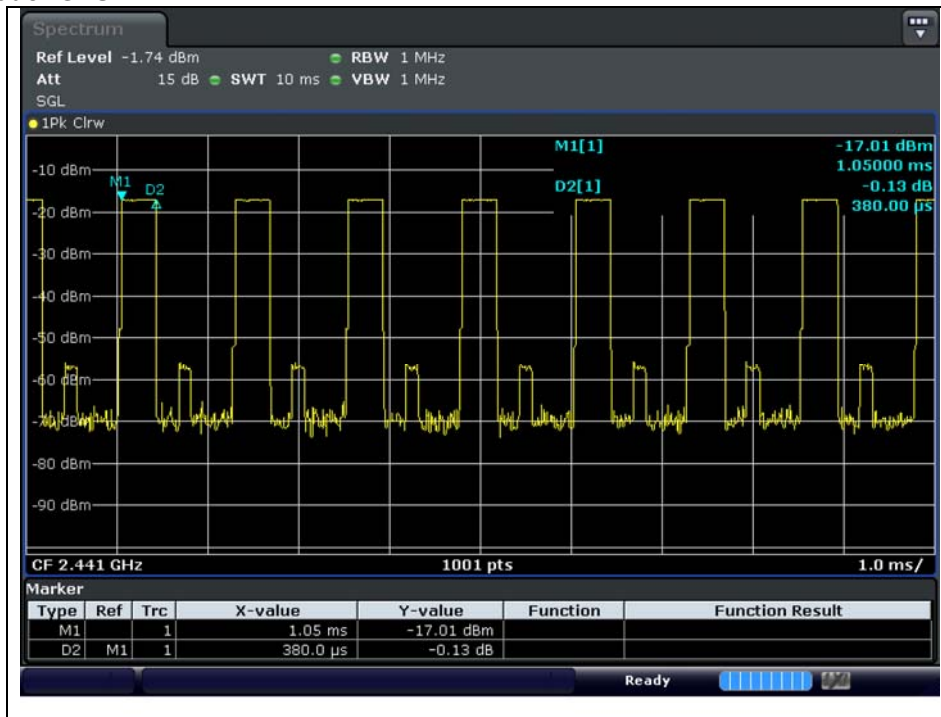 Spectrum
Ref Level -1.74 dBm RBW 1 MHz
Att 15 dB SWT 10 ms VBW 1 MHz
SGL
1Pk Clrw
M1[1] -17.01 dBm
1.05000 ms
D2[1] -0.13 dB
380.00 µs
M1 D2
-10 dBm
-20 dBm
-30 dBm
-40 dBm
-50 dBm
-60 dBm
-70 dBm
-80 dBm
-90 dBm
CF 2.441 GHz 1001 pts 1.0 ms/
Marker
Type Ref Trc X-value Y-value Function Function Result
M1 1 1.05 ms -17.01 dBm
D2 M1 1 380.0 µs -0.13 dB
Ready